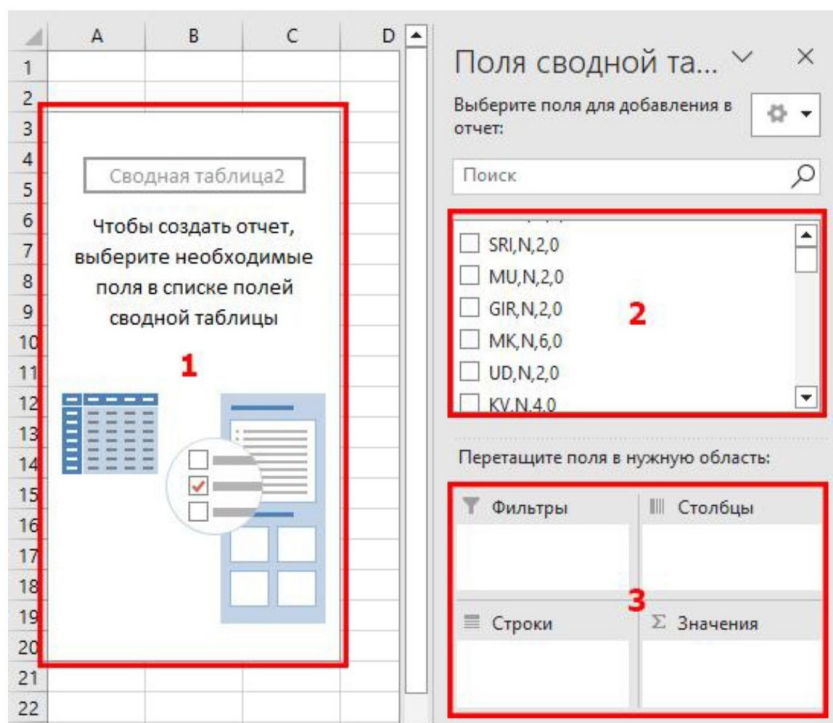 A B C D
1
2
3
4
5
6
7
8
9
10
11
12
13
14
15
16
17
18
19
20
21
22
Сводная таблица2
Чтобы создать отчет,
выберите необходимые
поля в списке полей
сводной таблицы
1
Поля сводной та...
Выберите поля для добавления в
отчет:
Поиск
SRI,N,2,0
MU,N,2,0
GIR,N,2,0
MK,N,6,0
UD,N,2,0
KV,N,4,0
2
Перетащите поля в нужную область:
Фильтры
Столбцы
3
Строки
Σ Значения